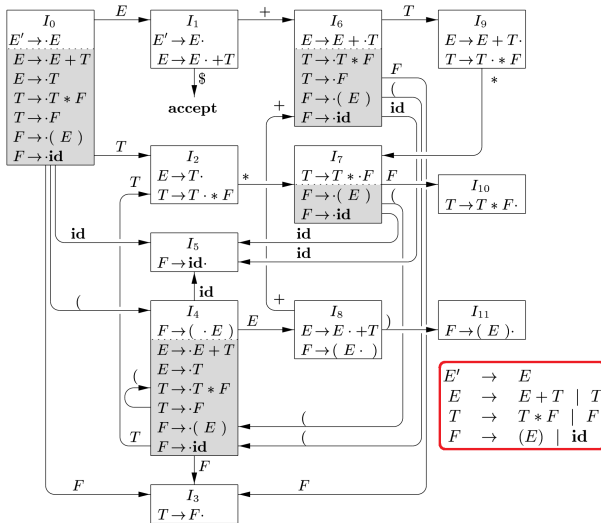 I₀
E′ → ·E
E → ·E + T
E → ·T
T → ·T * F
T → ·F
F → ·( E )
F → ·id
E
I₁
E′ → E·
E → E · +T
$
accept
+
I₆
E → E + ·T
T → ·T * F
T → ·F
F → ·( E )
F → ·id
T
I₉
E → E + T·
T → T · * F
F
(
id
+
*
T
I₂
E → T·
T → T · * F
*
I₇
T → T * ·F
F → ·( E )
F → ·id
F
(
I₁₀
T → T * F·
T
id
I₅
F → id·
id
id
id
(
I₄
F → ( · E )
E → ·E + T
E → ·T
T → ·T * F
T → ·F
F → ·( E )
F → ·id
E
+
I₈
E → E · +T
F → ( E · )
)
I₁₁
F → ( E )·
(
T
(
(
F
F
I₃
T → F·
F
E′ → E
E → E + T | T
T → T * F | F
F → (E) | id